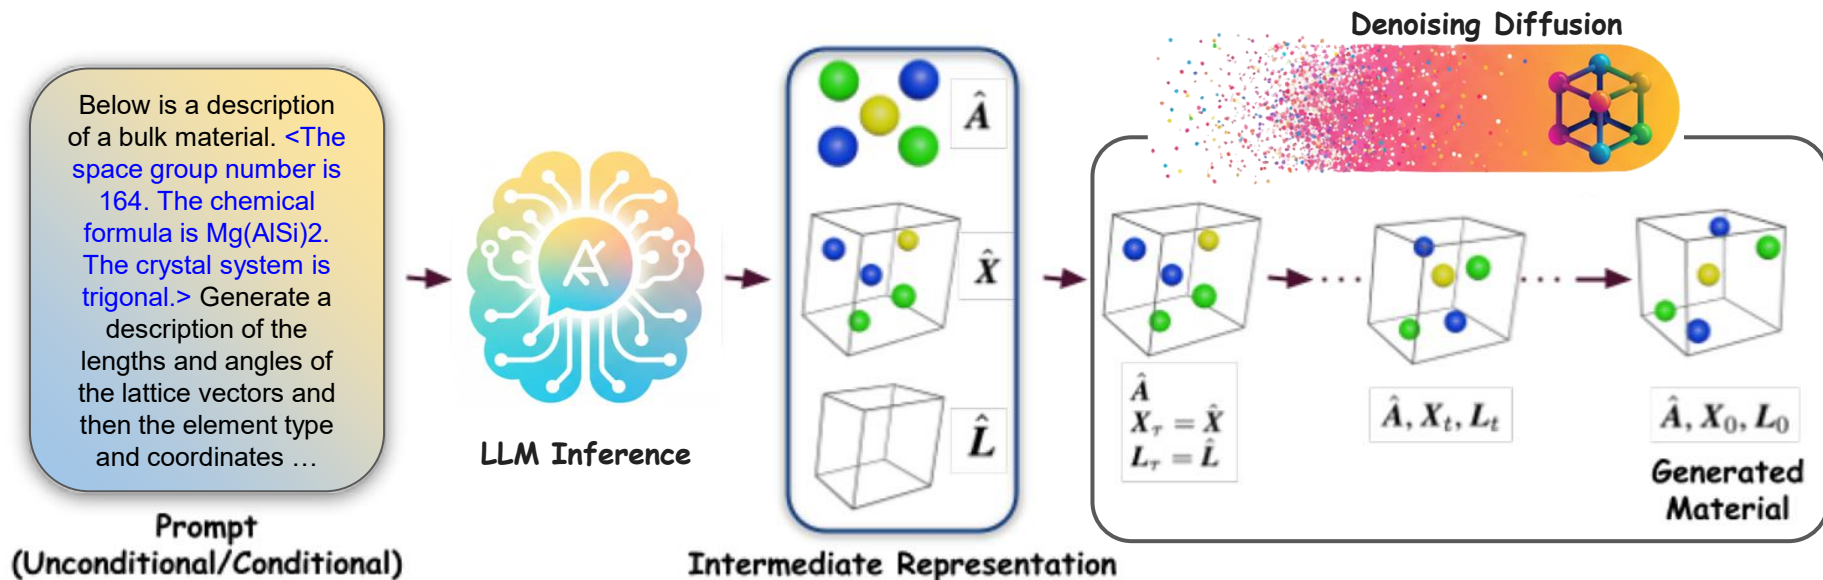 Below is a description
of a bulk material. <The
space group number is
164. The chemical
formula is Mg(AlSi)2.
The crystal system is
trigonal.> Generate a
description of the
lengths and angles of
the lattice vectors and
then the element type
and coordinates …
Prompt
(Unconditional/Conditional)
LLM Inference
Â
X̂
L̂
Intermediate Representation
Denoising Diffusion
Â
X_τ = X̂
L_τ = L̂
· · ·
Â, X_t, L_t
· · ·
Â, X_0, L_0
Generated
Material